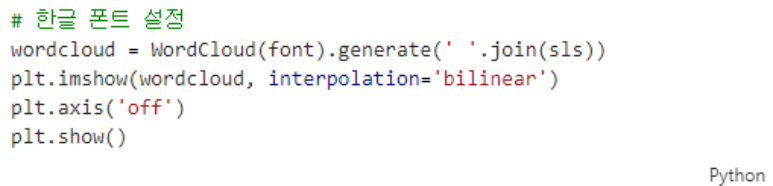 # 한글 폰트 설정
wordcloud = WordCloud(font).generate(' '.join(sls))
plt.imshow(wordcloud, interpolation='bilinear')
plt.axis('off')
plt.show()
Python